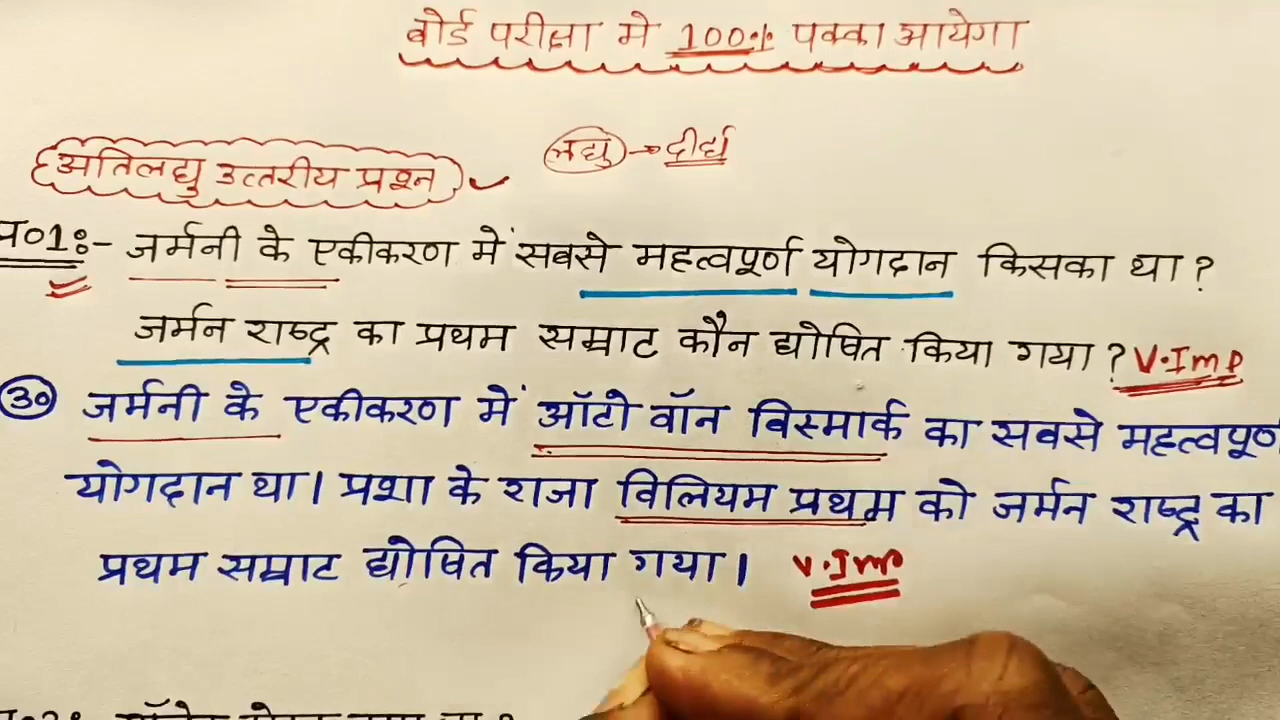 बोर्ड परीक्षा मे 100% पक्का आयेगा
लघु → दीर्घ
अतिलघु उत्तरीय प्रश्न
प्र०1:- जर्मनी के एकीकरण में सबसे महत्वपूर्ण योगदान किसका था?
जर्मन राष्ट्र का प्रथम सम्राट कौन घोषित किया गया? V.Imp
उ० जर्मनी के एकीकरण में ऑटो वॉन बिस्मार्क का सबसे महत्वपूर्ण
योगदान था। प्रशा के राजा विलियम प्रथम को जर्मन राष्ट्र का
प्रथम सम्राट घोषित किया गया। V.Imp